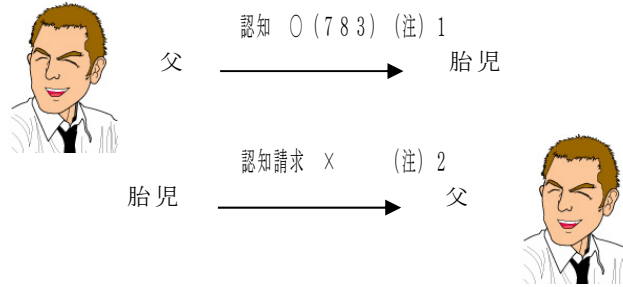 認知 ○(783)(注)1
父 胎児
認知請求 × (注)2
胎児 父